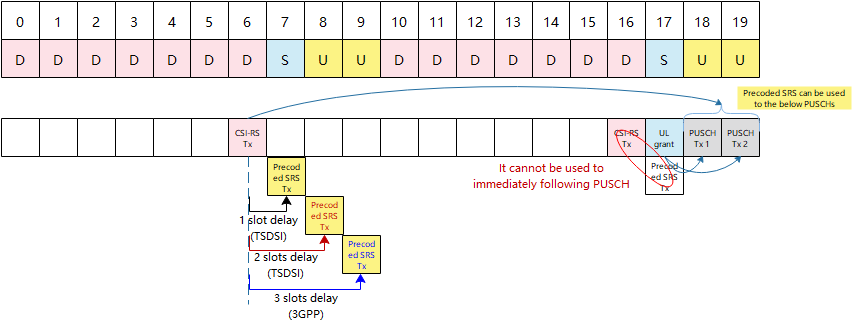 0 1 2 3 4 5 6 7 8 9 10 11 12 13 14 15 16 17 18 19
D D D D D D D S U U D D D D D D D S U U
Precoded SRS can be used
to the below PUSCHs
CSI-RS
Tx
CSI-RS
Tx
UL
grant
PUSCH
Tx 1
PUSCH
Tx 2
It cannot be used to
immediately following PUSCH
Precod
ed SRS
Tx
Precod
ed SRS
Tx
1 slot delay
(TSDSI)
Precod
ed SRS
Tx
2 slots delay
(TSDSI)
Precod
ed SRS
Tx
3 slots delay
(3GPP)